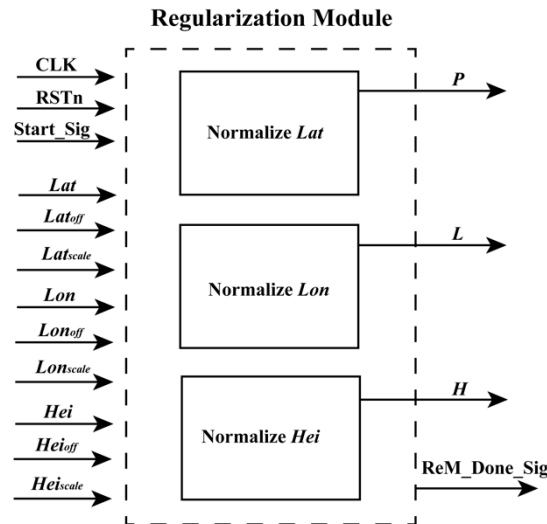 Regularization Module
CLK
RSTn
Start_Sig
Lat
Latoff
Latscale
Lon
Lonoff
Lonscale
Hei
Heioff
Heiscale
Normalize Lat
Normalize Lon
Normalize Hei
P
L
H
ReM_Done_Sig